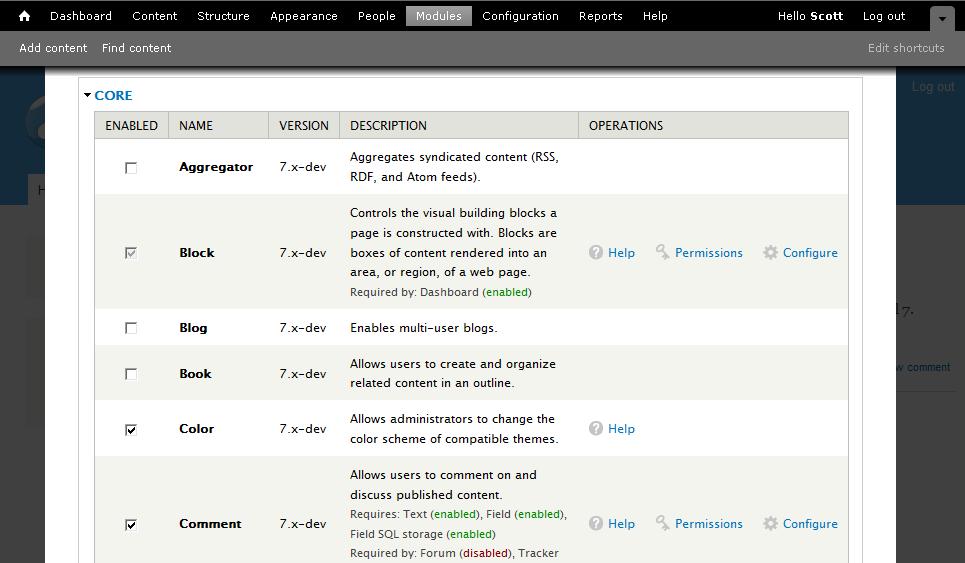 Dashboard Content Structure Appearance People Modules Configuration Reports Help Hello Scott Log out
Add content Find content Edit shortcuts
Log out
CORE
ENABLED NAME VERSION DESCRIPTION OPERATIONS
Aggregator 7.x-dev Aggregates syndicated content (RSS,
RDF, and Atom feeds).
H
Controls the visual building blocks a
page is constructed with. Blocks are
Block 7.x-dev boxes of content rendered into an Help Permissions Configure
area, or region, of a web page.
Required by: Dashboard (enabled)
17.
Blog 7.x-dev Enables multi-user blogs.
Book 7.x-dev Allows users to create and organize
related content in an outline.
w comment
Color 7.x-dev Allows administrators to change the
color scheme of compatible themes. Help
Allows users to comment on and
discuss published content.
Requires: Text (enabled), Field (enabled),
Comment 7.x-dev Field SQL storage (enabled) Help Permissions Configure
Required by: Forum (disabled), Tracker